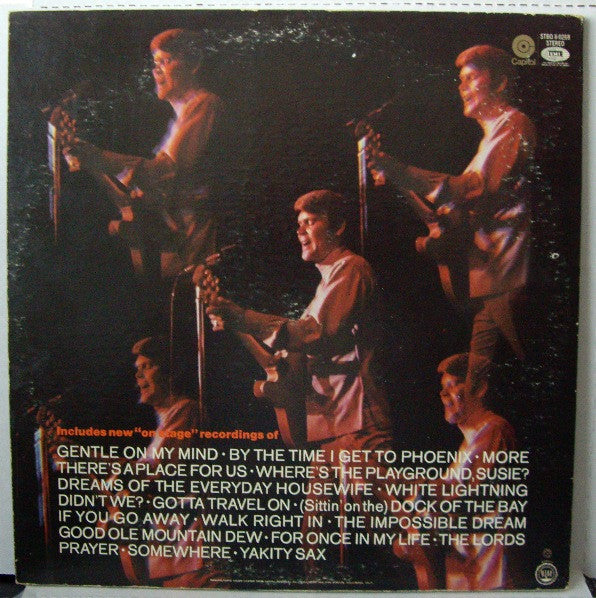 STBO 8-0268
STEREO
Capitol
Includes new "on-stage" recordings of
GENTLE ON MY MIND · BY THE TIME I GET TO PHOENIX · MORE
THERE'S A PLACE FOR US · WHERE'S THE PLAYGROUND, SUSIE?
DREAMS OF THE EVERYDAY HOUSEWIFE · WHITE LIGHTNING
DIDN'T WE? · GOTTA TRAVEL ON · (Sittin' on the) DOCK OF THE BAY
IF YOU GO AWAY · WALK RIGHT IN · THE IMPOSSIBLE DREAM
GOOD OLE MOUNTAIN DEW · FOR ONCE IN MY LIFE · THE LORDS
PRAYER · SOMEWHERE · YAKITY SAX